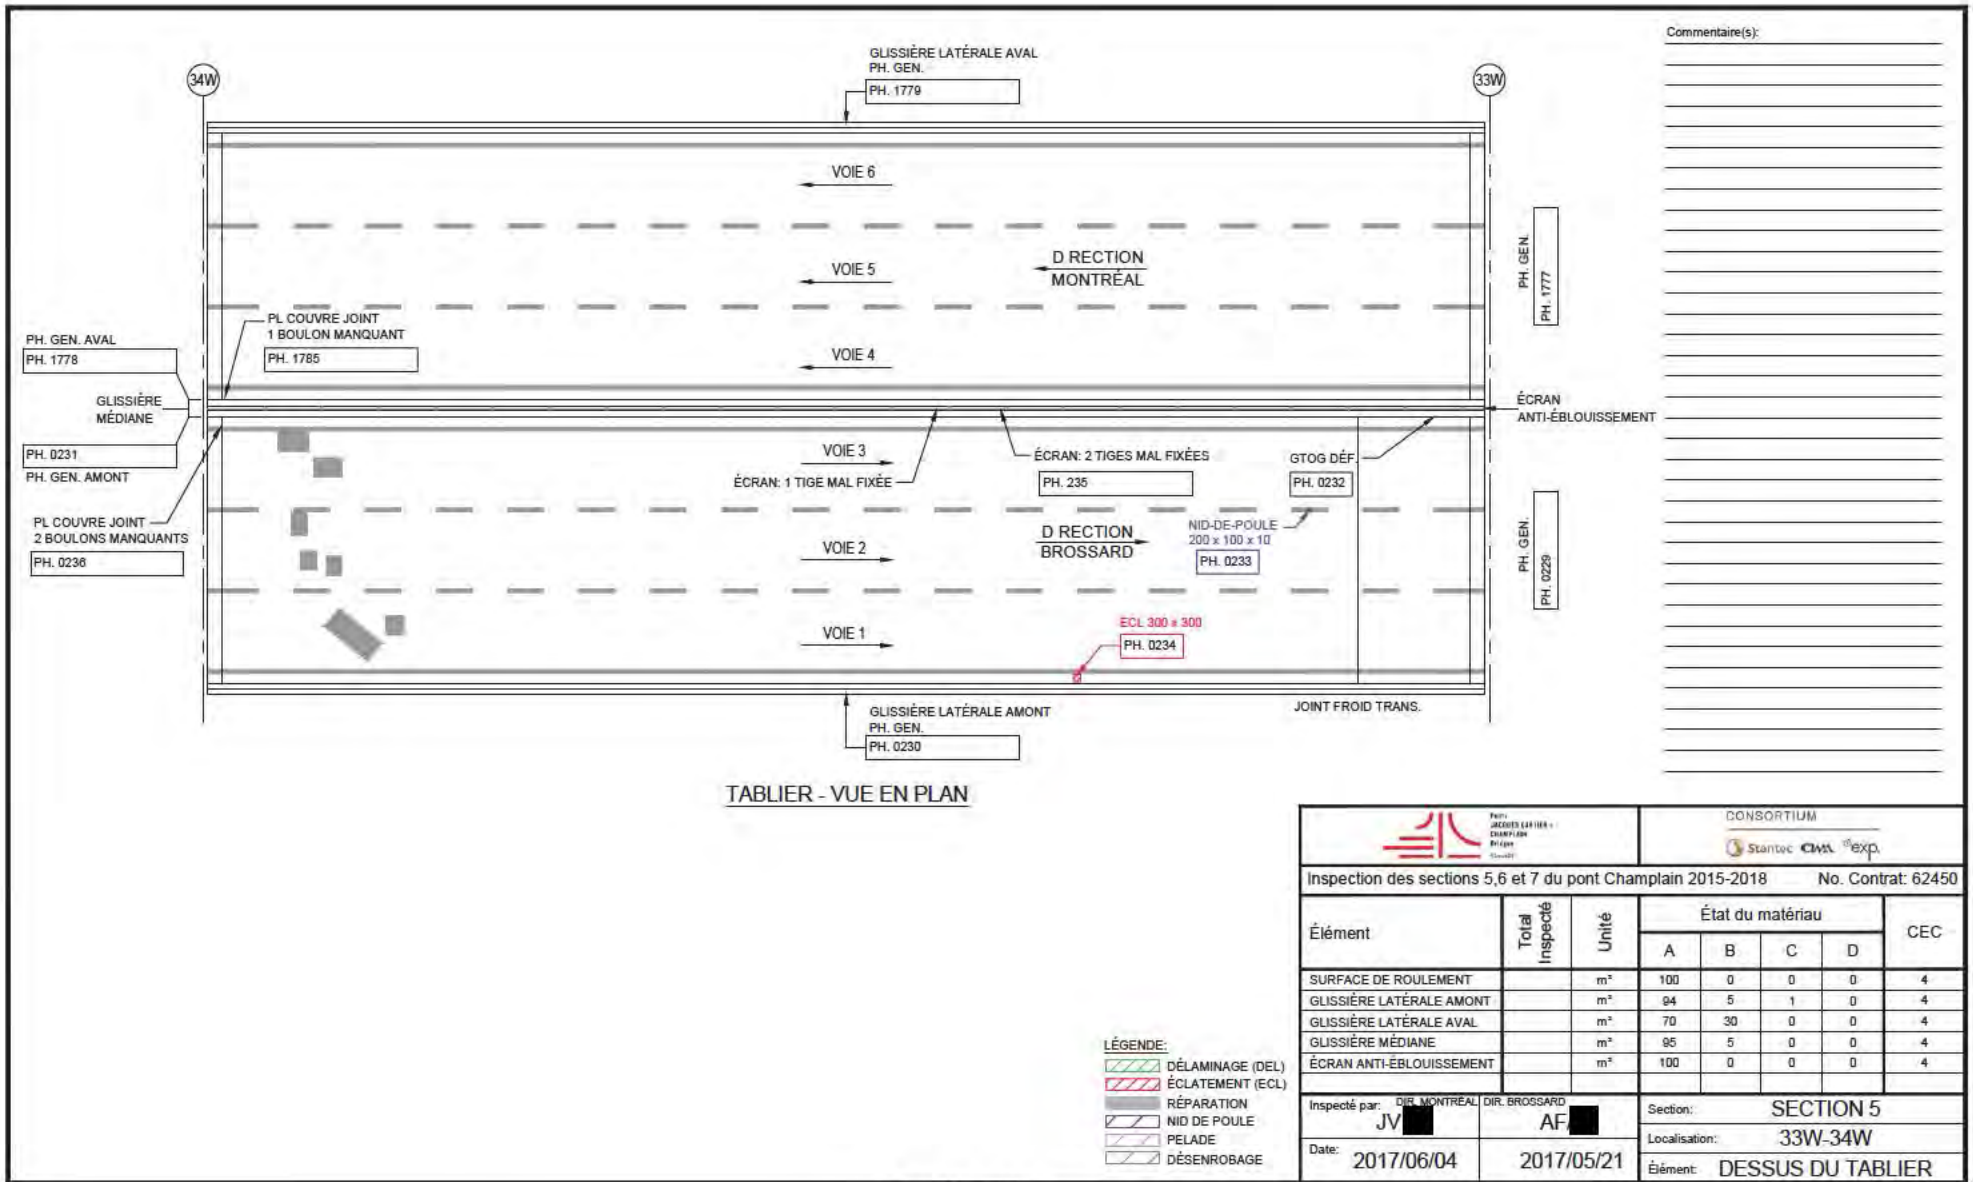 Commentaire(s):
34W
33W
GLISSIÈRE LATÉRALE AVAL
PH. GEN.
PH. 1779
VOIE 6
VOIE 5
VOIE 4
D RECTION
MONTRÉAL
PH. GEN.
PH. 1777
PL COUVRE JOINT
1 BOULON MANQUANT
PH. 1785
PH. GEN. AVAL
PH. 1778
GLISSIÈRE
MÉDIANE
PH. 0231
PH. GEN. AMONT
PL COUVRE JOINT
2 BOULONS MANQUANTS
PH. 0236
ÉCRAN
ANTI-ÉBLOUISSEMENT
VOIE 3
ÉCRAN: 1 TIGE MAL FIXÉE
ÉCRAN: 2 TIGES MAL FIXÉES
PH. 235
GTOG DÉF.
PH. 0232
NID-DE-POULE
200 x 100 x 10
PH. 0233
D RECTION
BROSSARD
VOIE 2
PH. GEN.
PH. 0229
VOIE 1
ECL 300 x 300
PH. 0234
JOINT FROID TRANS.
GLISSIÈRE LATÉRALE AMONT
PH. GEN.
PH. 0230
TABLIER - VUE EN PLAN
LÉGENDE:
DÉLAMINAGE (DEL)
ÉCLATEMENT (ECL)
RÉPARATION
NID DE POULE
PELADE
DÉSENROBAGE
CONSORTIUM
Stantec CIMA exp.
Inspection des sections 5,6 et 7 du pont Champlain 2015-2018 No. Contrat: 62450
Élément Total Inspecté Unité État du matériau CEC
A B C D
SURFACE DE ROULEMENT m² 100 0 0 0 4
GLISSIÈRE LATÉRALE AMONT m² 94 5 1 0 4
GLISSIÈRE LATÉRALE AVAL m² 70 30 0 0 4
GLISSIÈRE MÉDIANE m² 95 5 0 0 4
ÉCRAN ANTI-ÉBLOUISSEMENT m² 100 0 0 0 4
Inspecté par: DIR. MONTRÉAL DIR. BROSSARD
JV AF/
Date: 2017/06/04 2017/05/21
Section: SECTION 5
Localisation: 33W-34W
Élément: DESSUS DU TABLIER